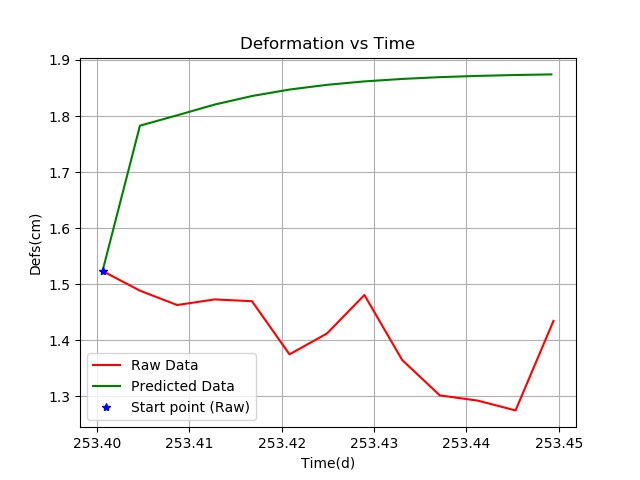 Deformation vs Time
Defs(cm)
1.9
1.8
1.7
1.6
1.5
1.4
1.3
Raw Data
Predicted Data
Start point (Raw)
253.40 253.41 253.42 253.43 253.44 253.45
Time(d)